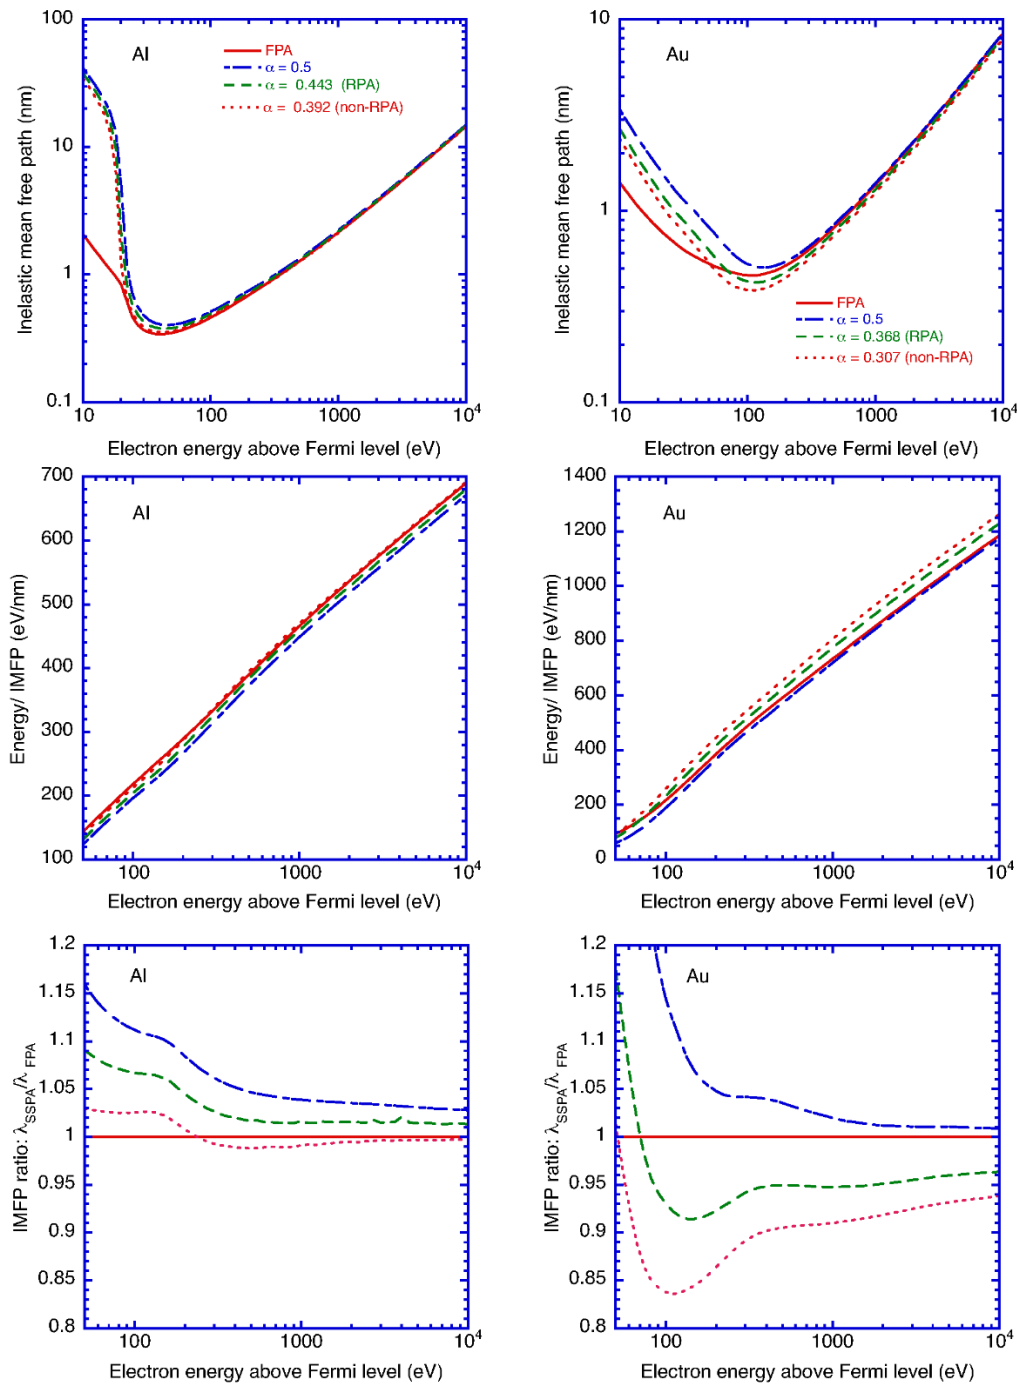 Al
FPA
α = 0.5
α = 0.443 (RPA)
α = 0.392 (non-RPA)
100
10
1
0.1
10
100
1000
10⁴
Inelastic mean free path (nm)
Electron energy above Fermi level (eV)
Au
FPA
α = 0.5
α = 0.368 (RPA)
α = 0.307 (non-RPA)
10
1
0.1
10
100
1000
10⁴
Inelastic mean free path (nm)
Electron energy above Fermi level (eV)
Al
700
600
500
400
300
200
100
100
1000
10⁴
Energy/ IMFP (eV/nm)
Electron energy above Fermi level (eV)
Au
1400
1200
1000
800
600
400
200
0
100
1000
10⁴
Energy/ IMFP (eV/nm)
Electron energy above Fermi level (eV)
Al
1.2
1.15
1.1
1.05
1
0.95
0.9
0.85
0.8
100
1000
10⁴
IMFP ratio: λSSPA/λ FPA
Electron energy above Fermi level (eV)
Au
1.2
1.15
1.1
1.05
1
0.95
0.9
0.85
0.8
100
1000
10⁴
IMFP ratio: λSSPA/λ FPA
Electron energy above Fermi level (eV)